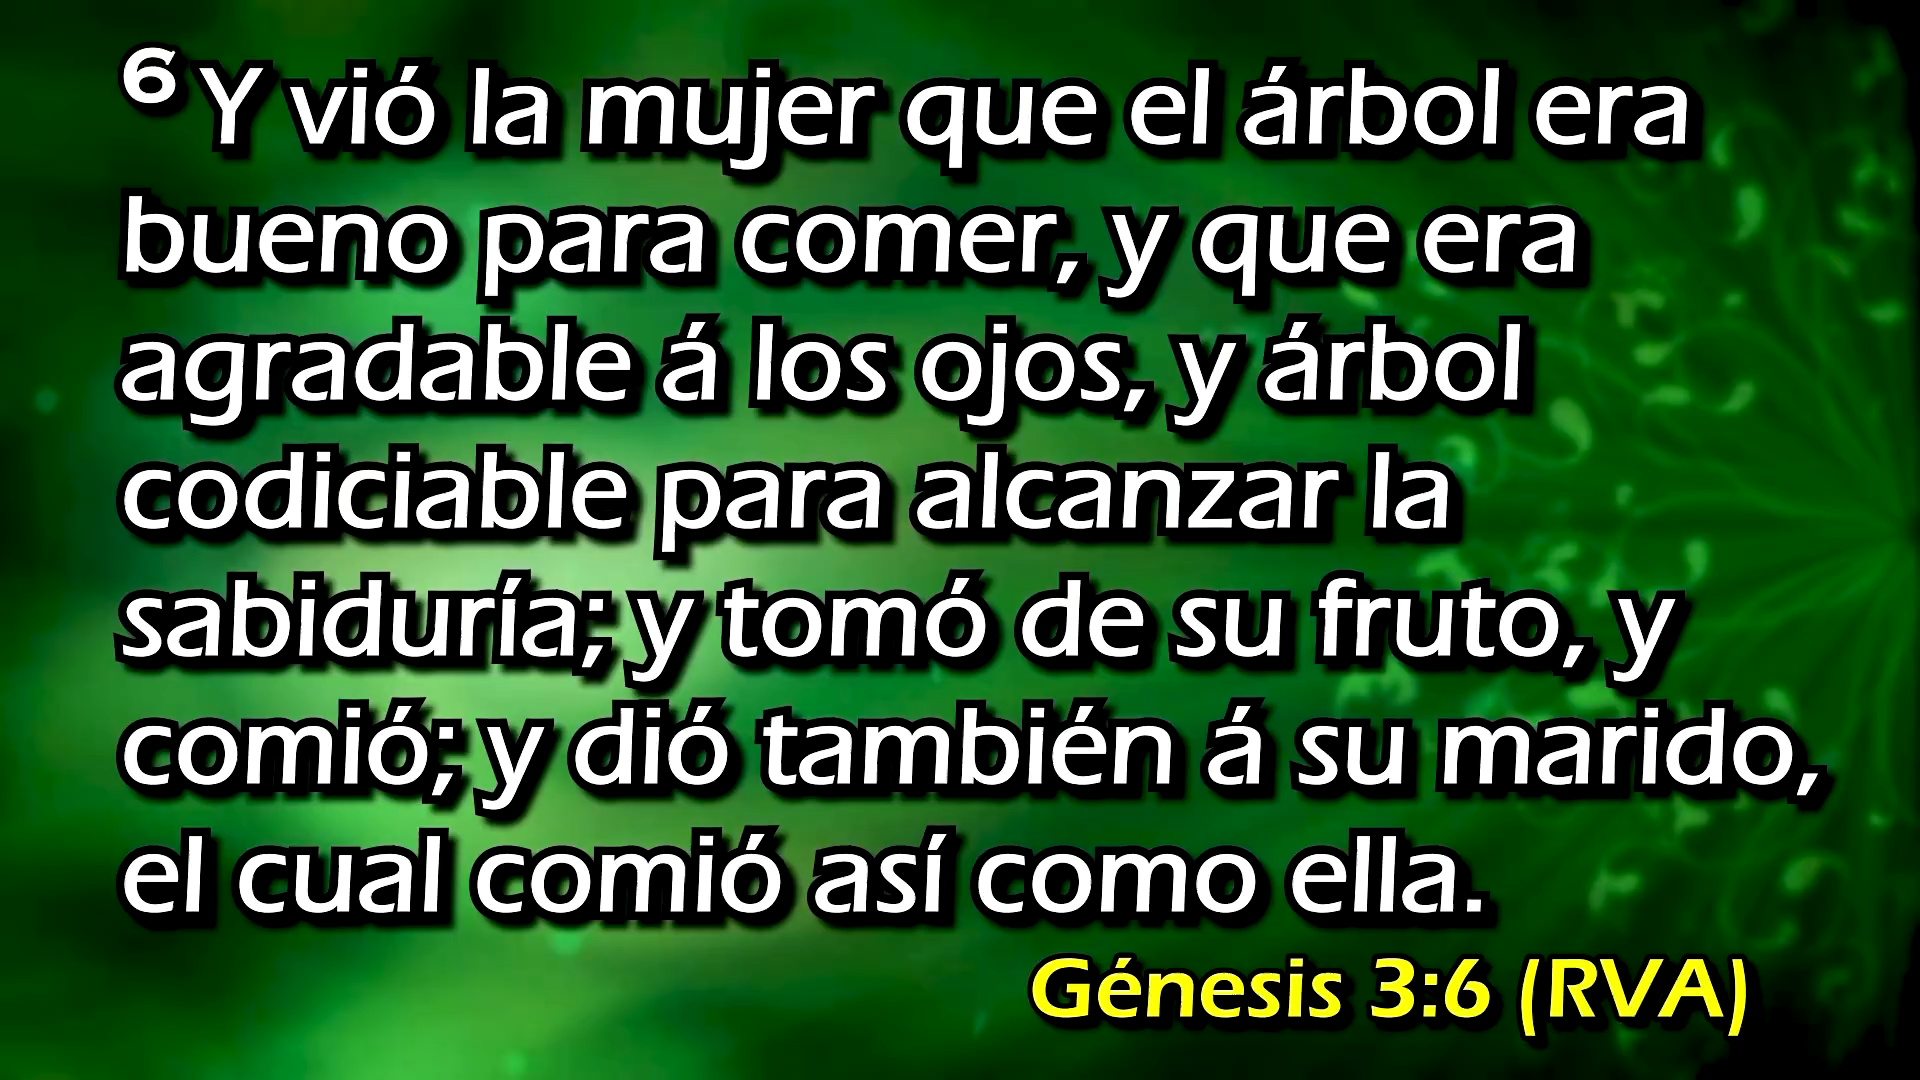 6 Y vió la mujer que el árbol era
bueno para comer, y que era
agradable á los ojos, y árbol
codiciable para alcanzar la
sabiduría; y tomó de su fruto, y
comió; y dió también á su marido,
el cual comió así como ella.
Génesis 3:6 (RVA)